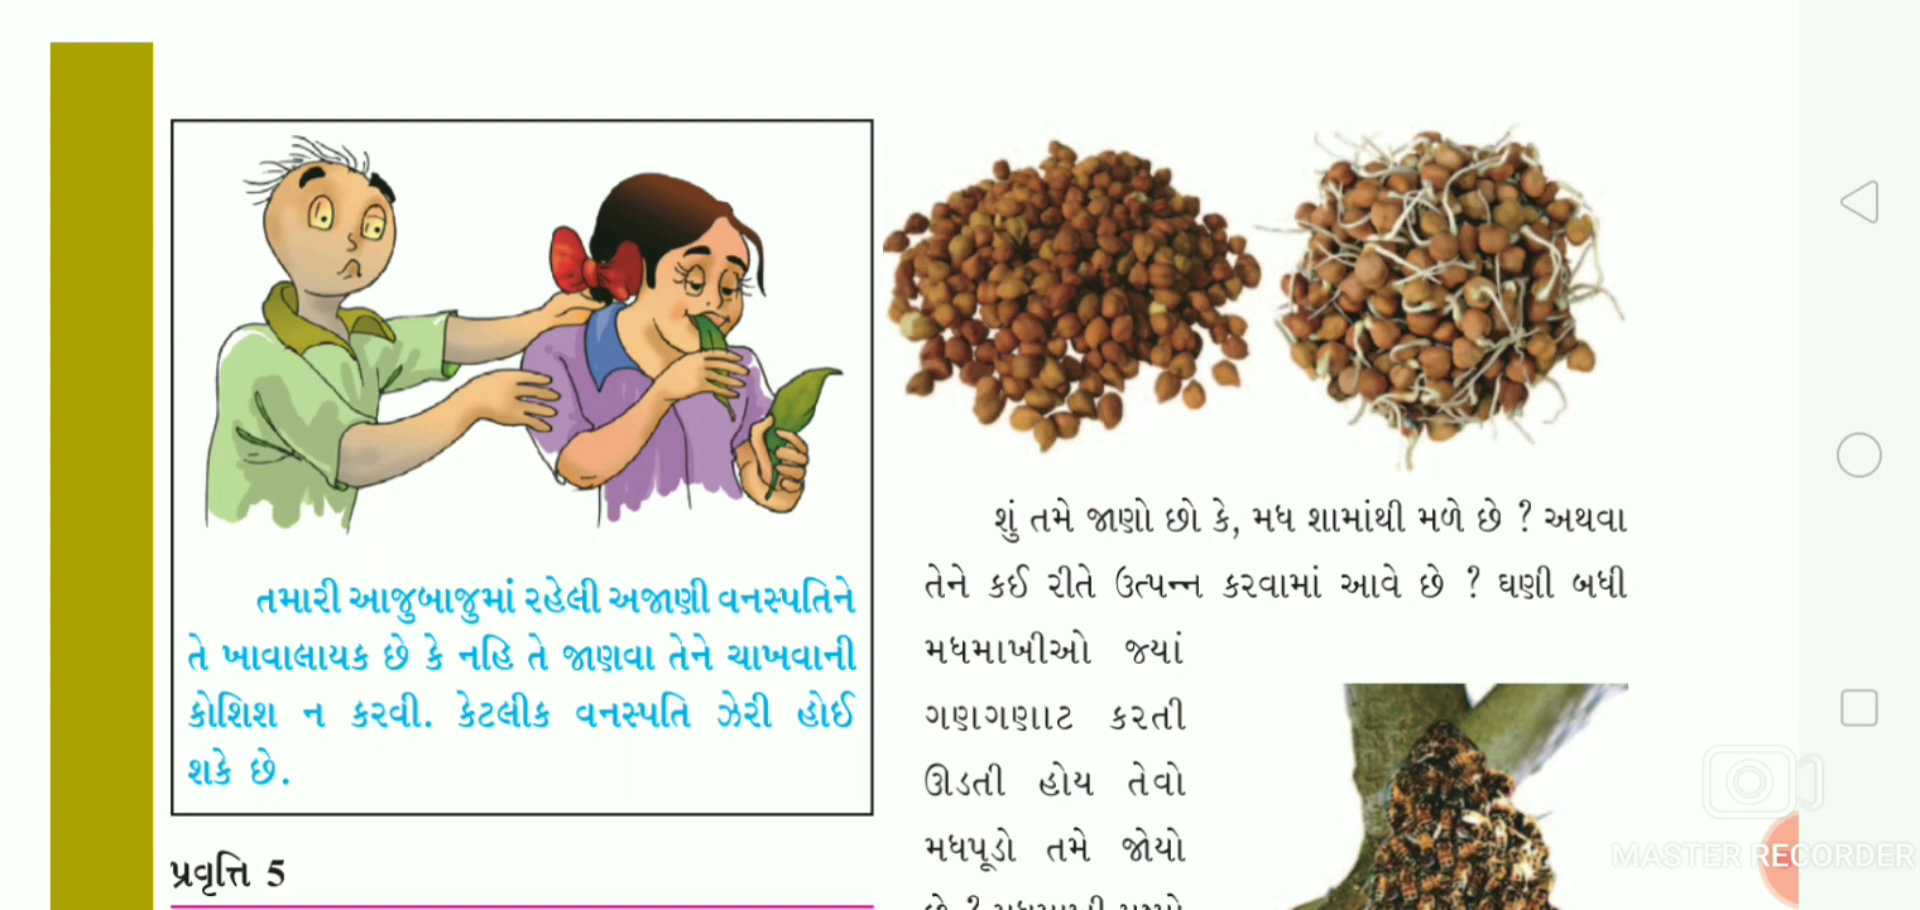 તમારી આજુબાજુમાં રહેલી અજાણી વનસ્પતિને
તે ખાવાલાયક છે કે નહિ તે જાણવા તેને ચાખવાની
કોશિશ ન કરવી. કેટલીક વનસ્પતિ ઝેરી હોઈ
શકે છે.
પ્રવૃત્તિ 5
શું તમે જાણો છો કે, મધ શામાંથી મળે છે ? અથવા
તેને કઈ રીતે ઉત્પન્ન કરવામાં આવે છે ? ઘણી બધી
મધમાખીઓ જ્યાં
ગણગણાટ કરતી
ઊડતી હોય તેવો
મધપૂડો તમે જોયો
MASTER RECORDER